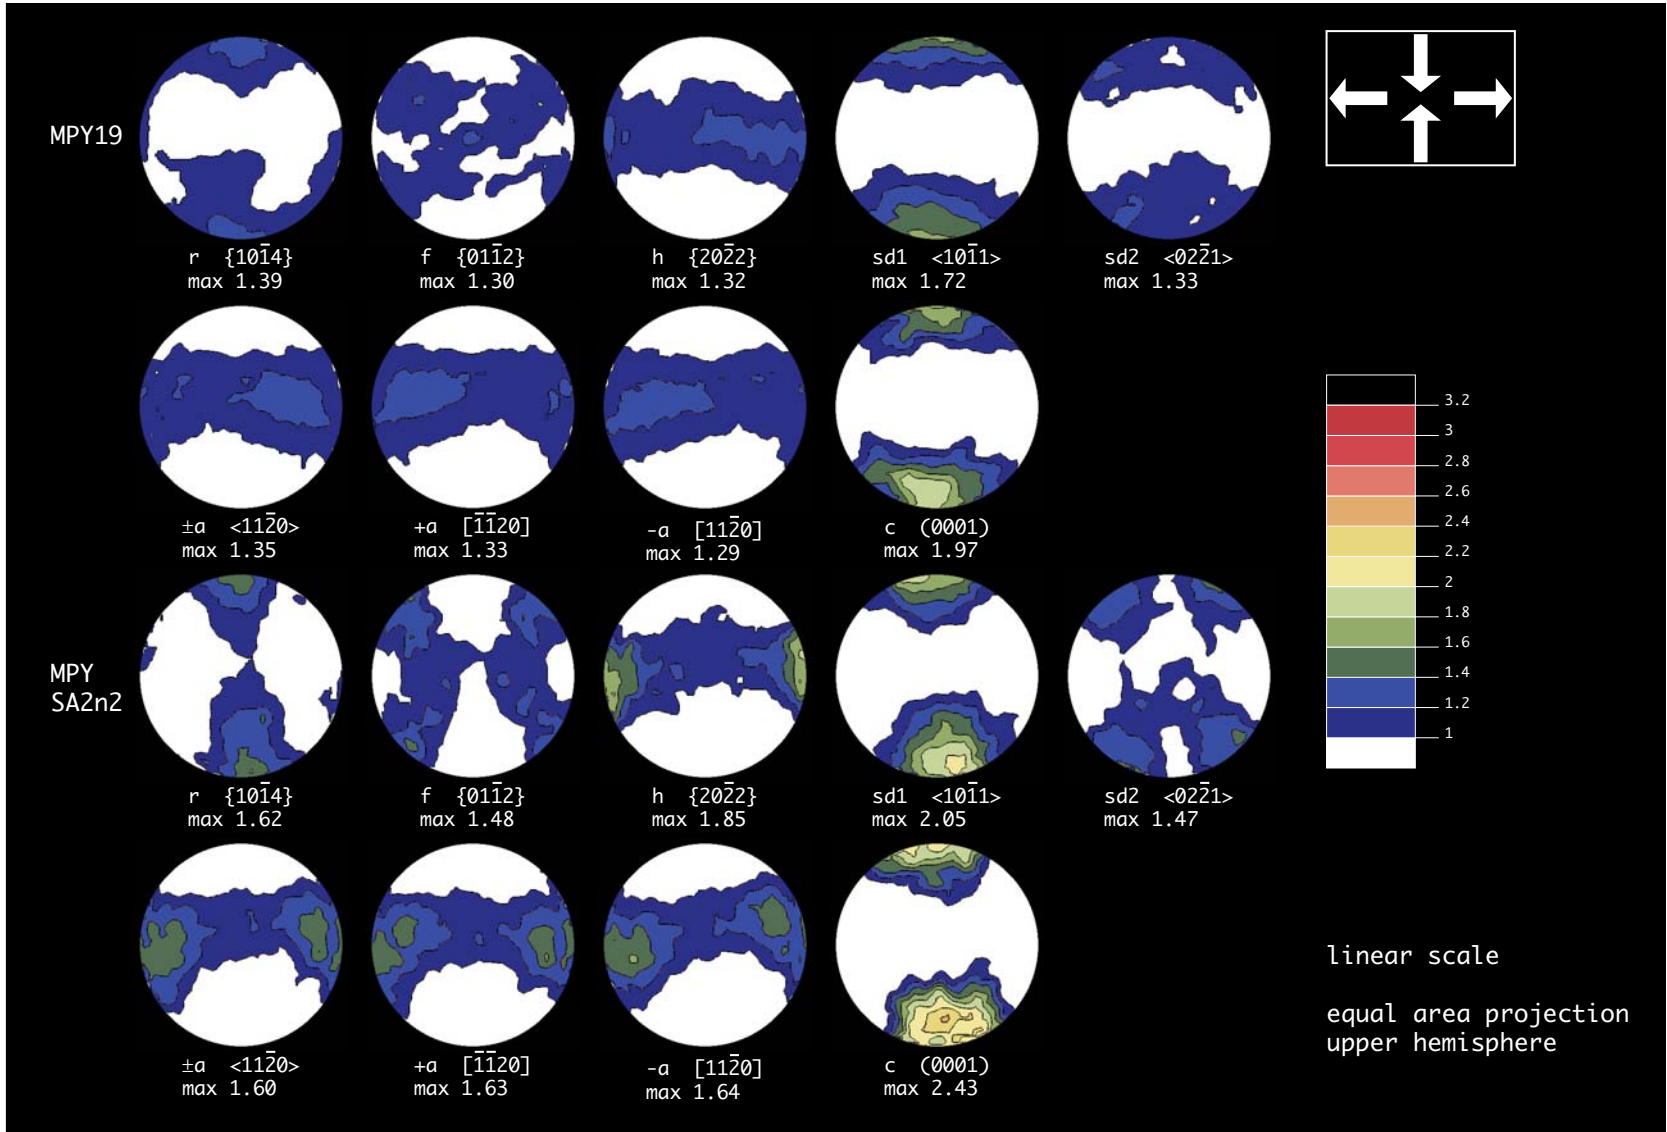 MPY19
r {101̄4}
max 1.39
f {011̄2}
max 1.30
h {202̄2}
max 1.32
sd1 <101̄1>
max 1.72
sd2 <022̄1>
max 1.33
±a <112̄0>
max 1.35
+a [1̄1̄20]
max 1.33
-a [112̄0]
max 1.29
c (0001)
max 1.97
MPY
SA2n2
r {101̄4}
max 1.62
f {011̄2}
max 1.48
h {202̄2}
max 1.85
sd1 <101̄1>
max 2.05
sd2 <022̄1>
max 1.47
±a <112̄0>
max 1.60
+a [1̄1̄20]
max 1.63
-a [112̄0]
max 1.64
c (0001)
max 2.43
3.2
3
2.8
2.6
2.4
2.2
2
1.8
1.6
1.4
1.2
1
linear scale
equal area projection
upper hemisphere